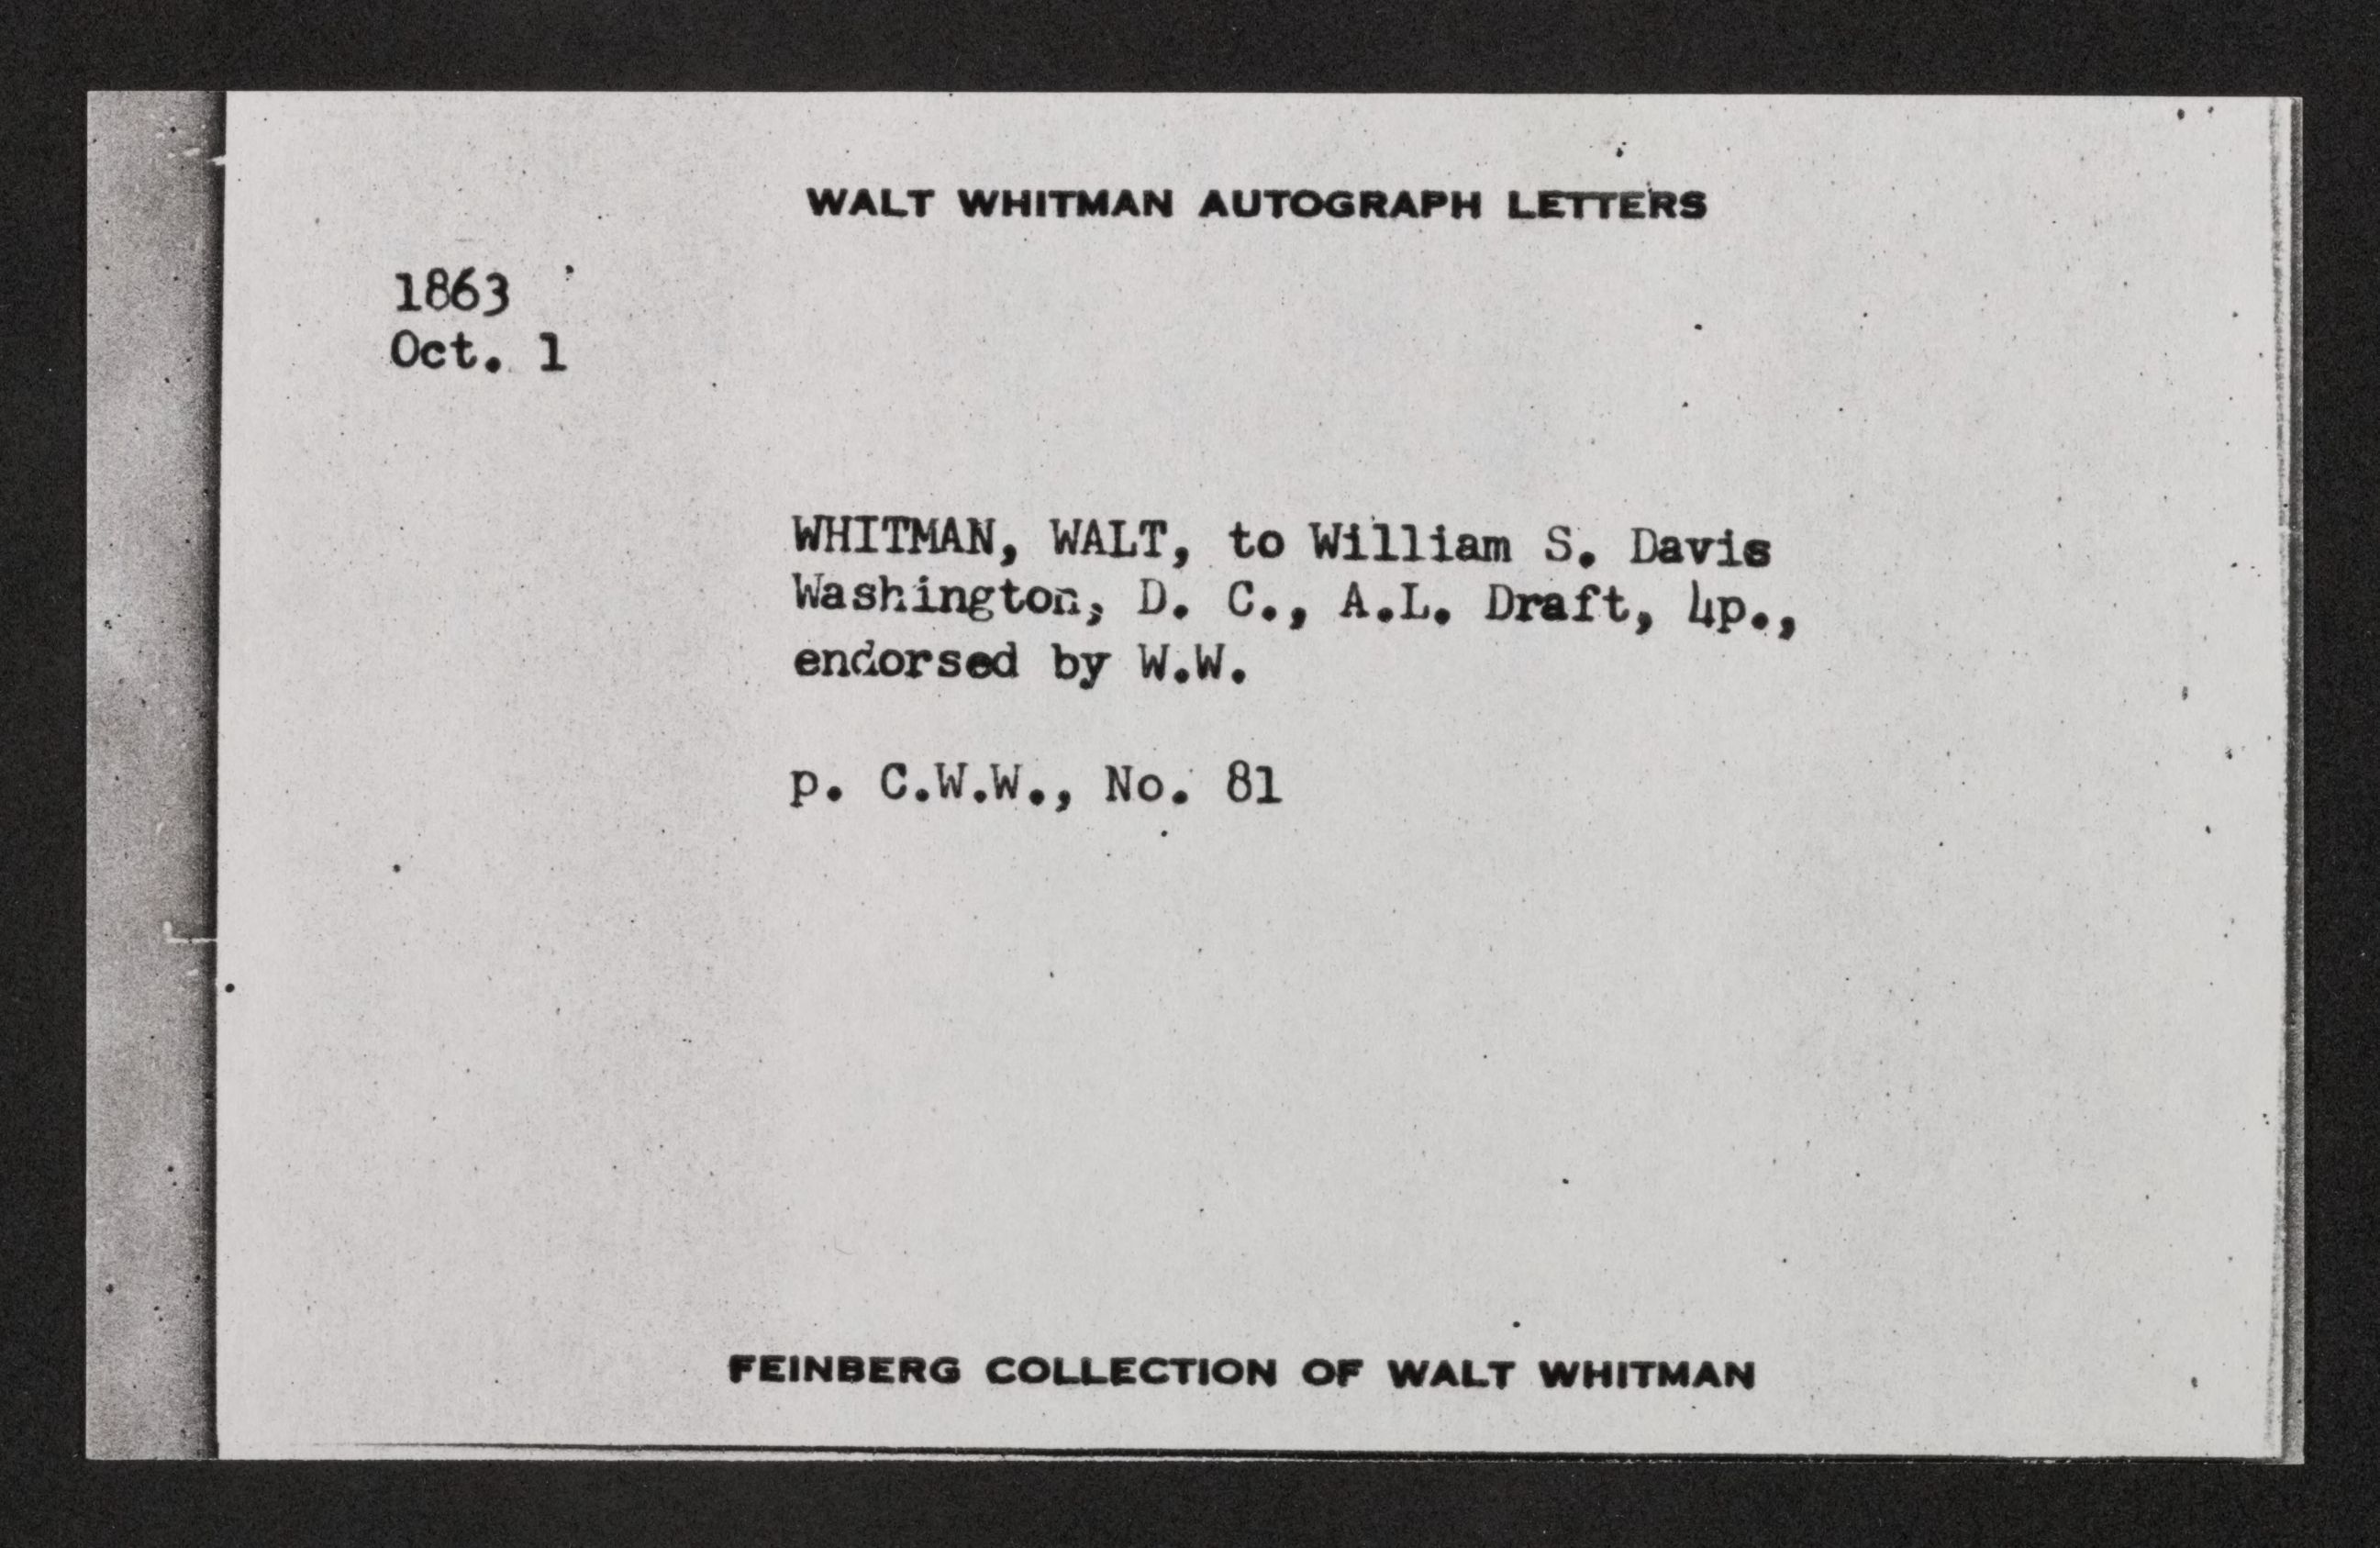 WALT WHITMAN AUTOGRAPH LETTERS
1863
Oct. 1
WHITMAN, WALT, to William S. Davis
Washington, D. C., A.L. Draft, 4p.,
endorsed by W.W.
p. C.W.W., No. 81
FEINBERG COLLECTION OF WALT WHITMAN